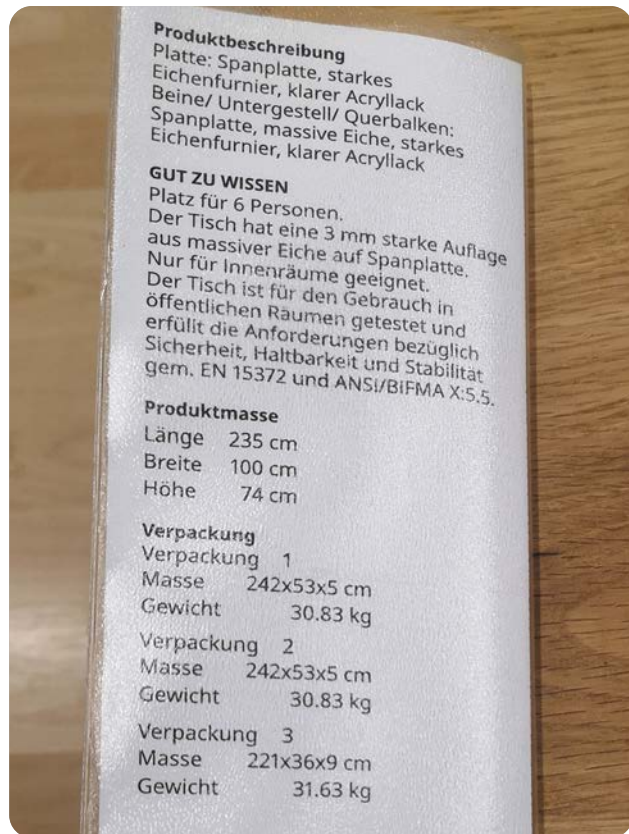 Produktbeschreibung
Platte: Spanplatte, starkes
Eichenfurnier, klarer Acryllack
Beine/ Untergestell/ Querbalken:
Spanplatte, massive Eiche, starkes
Eichenfurnier, klarer Acryllack
GUT ZU WISSEN
Platz für 6 Personen.
Der Tisch hat eine 3 mm starke Auflage
aus massiver Eiche auf Spanplatte.
Nur für Innenräume geeignet.
Der Tisch ist für den Gebrauch in
öffentlichen Räumen getestet und
erfüllt die Anforderungen bezüglich
Sicherheit, Haltbarkeit und Stabilität
gem. EN 15372 und ANSi/BiFMA X:5.5.
Produktmasse
Länge 235 cm
Breite 100 cm
Höhe 74 cm
Verpackung
Verpackung 1
Masse 242x53x5 cm
Gewicht 30.83 kg
Verpackung 2
Masse 242x53x5 cm
Gewicht 30.83 kg
Verpackung 3
Masse 221x36x9 cm
Gewicht 31.63 kg